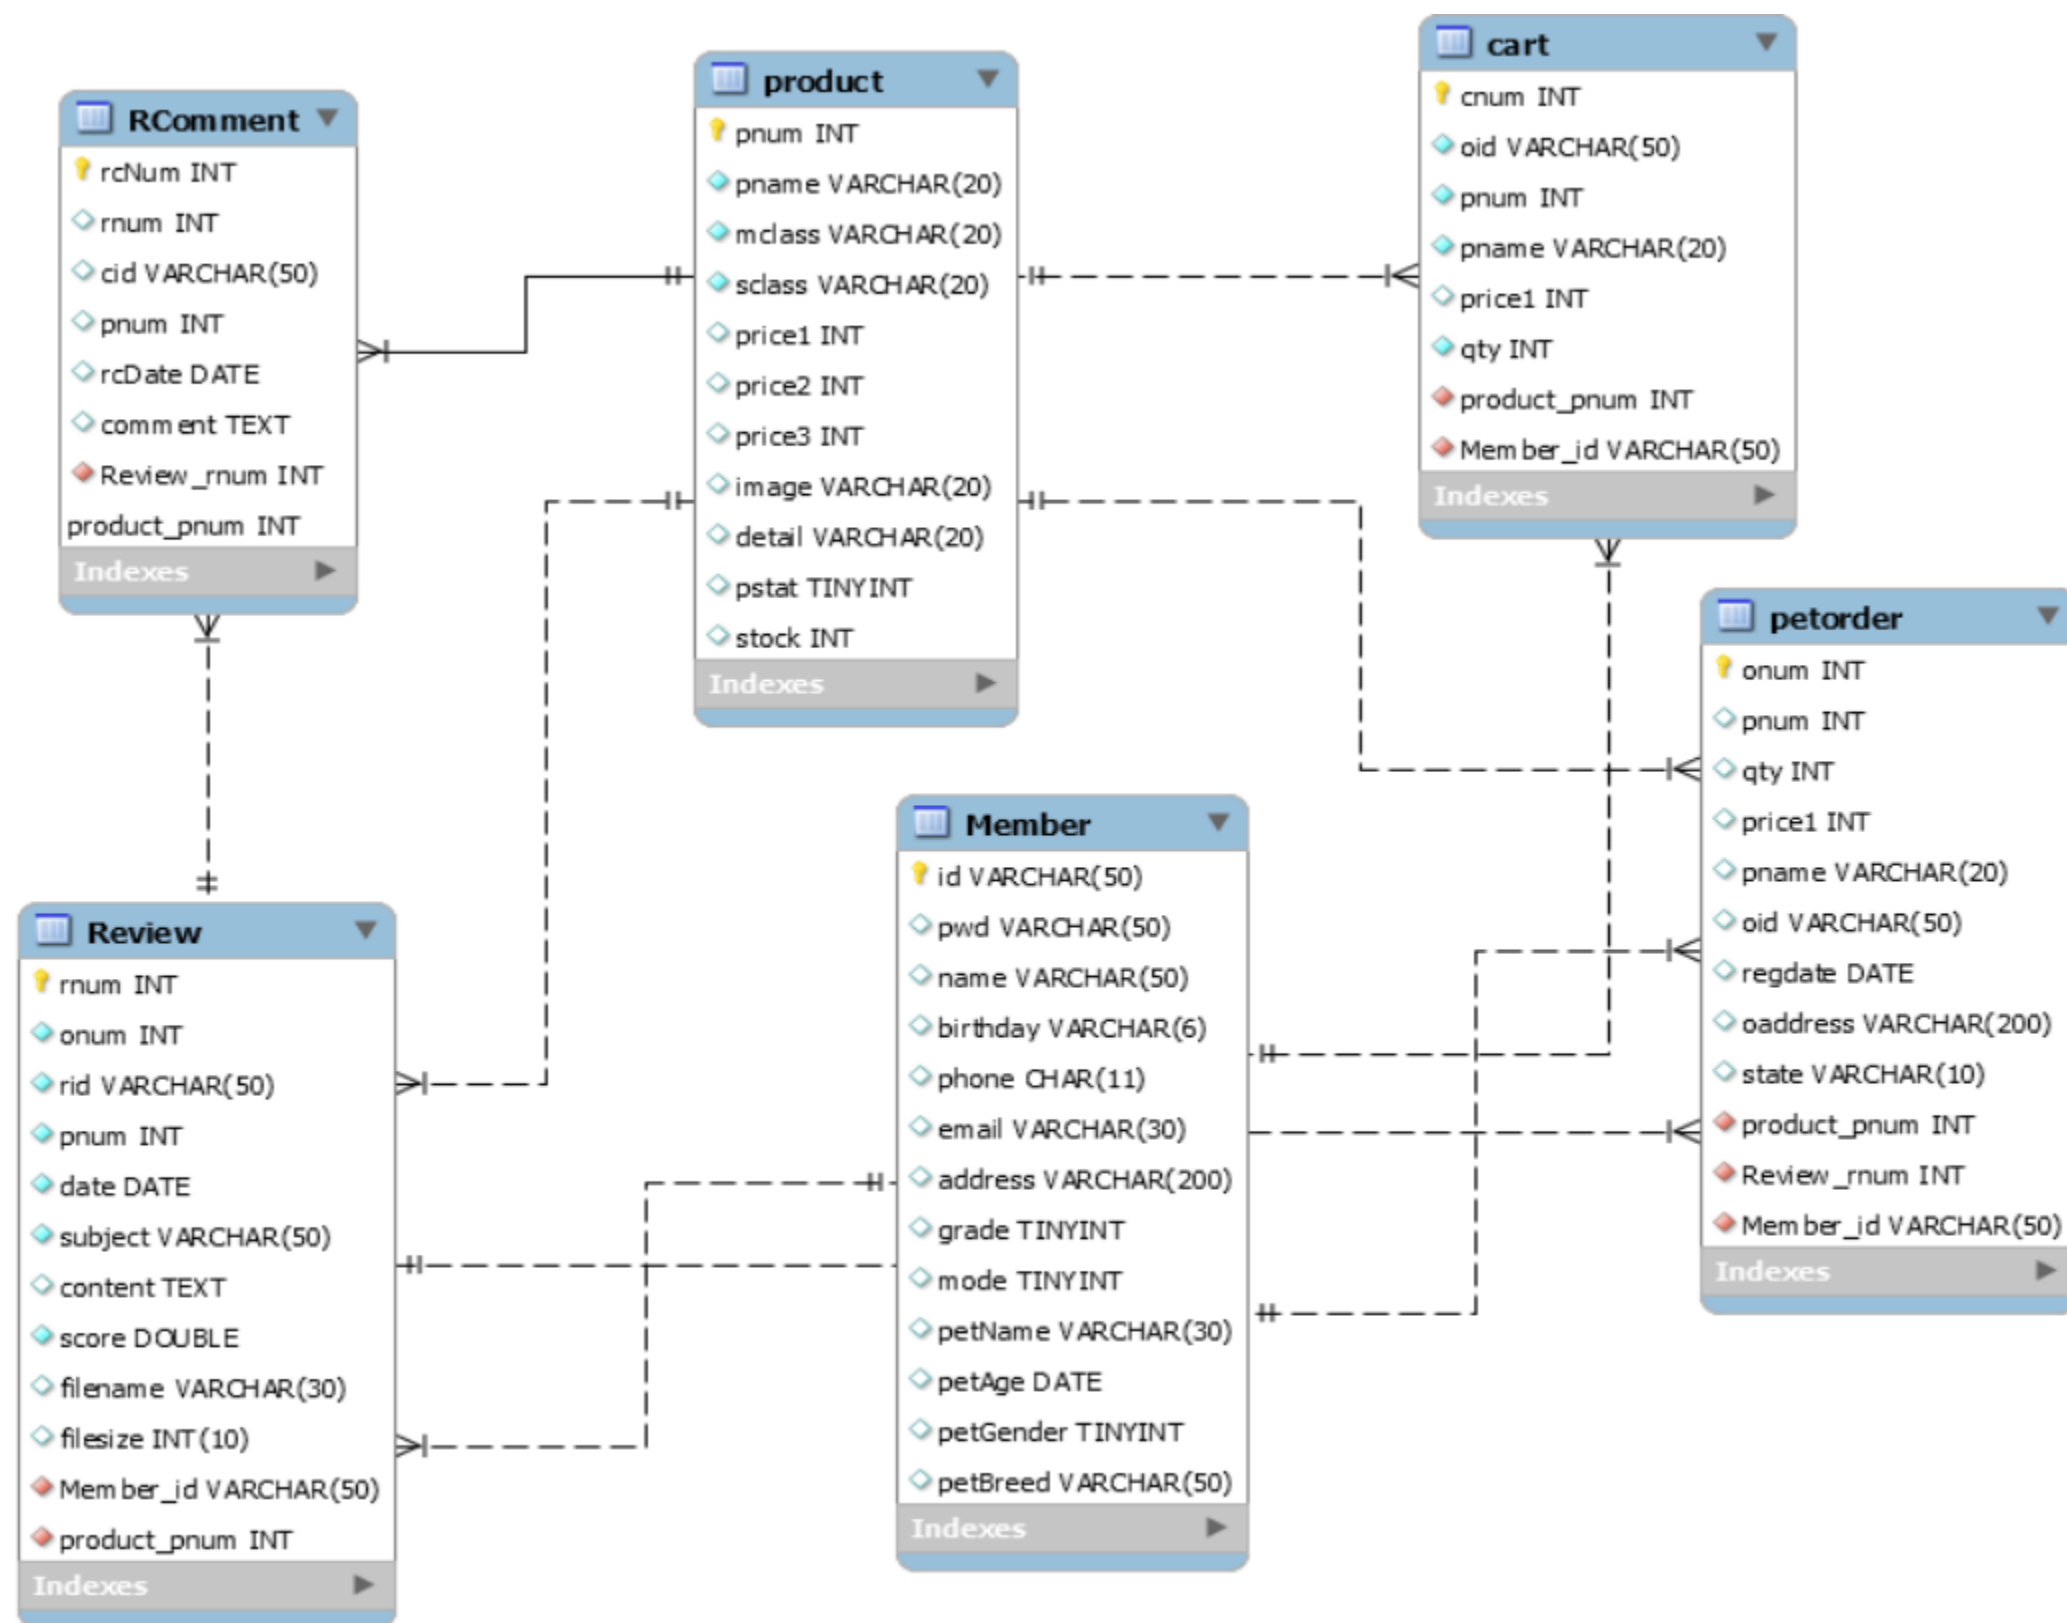 RComment
rcNum INT
rnum INT
cid VARCHAR(50)
pnum INT
rcDate DATE
comment TEXT
Review_rnum INT
product_pnum INT
Indexes
product
pnum INT
pname VARCHAR(20)
mclass VARCHAR(20)
sclass VARCHAR(20)
price1 INT
price2 INT
price3 INT
image VARCHAR(20)
detail VARCHAR(20)
pstat TINYINT
stock INT
Indexes
cart
cnum INT
oid VARCHAR(50)
pnum INT
pname VARCHAR(20)
price1 INT
qty INT
product_pnum INT
Member_id VARCHAR(50)
Indexes
petorder
onum INT
pnum INT
qty INT
price1 INT
pname VARCHAR(20)
oid VARCHAR(50)
regdate DATE
oaddress VARCHAR(200)
state VARCHAR(10)
product_pnum INT
Review_rnum INT
Member_id VARCHAR(50)
Indexes
Member
id VARCHAR(50)
pwd VARCHAR(50)
name VARCHAR(50)
birthday VARCHAR(6)
phone CHAR(11)
email VARCHAR(30)
address VARCHAR(200)
grade TINYINT
mode TINYINT
petName VARCHAR(30)
petAge DATE
petGender TINYINT
petBreed VARCHAR(50)
Indexes
Review
rnum INT
onum INT
rid VARCHAR(50)
pnum INT
date DATE
subject VARCHAR(50)
content TEXT
score DOUBLE
filename VARCHAR(30)
filesize INT(10)
Member_id VARCHAR(50)
product_pnum INT
Indexes